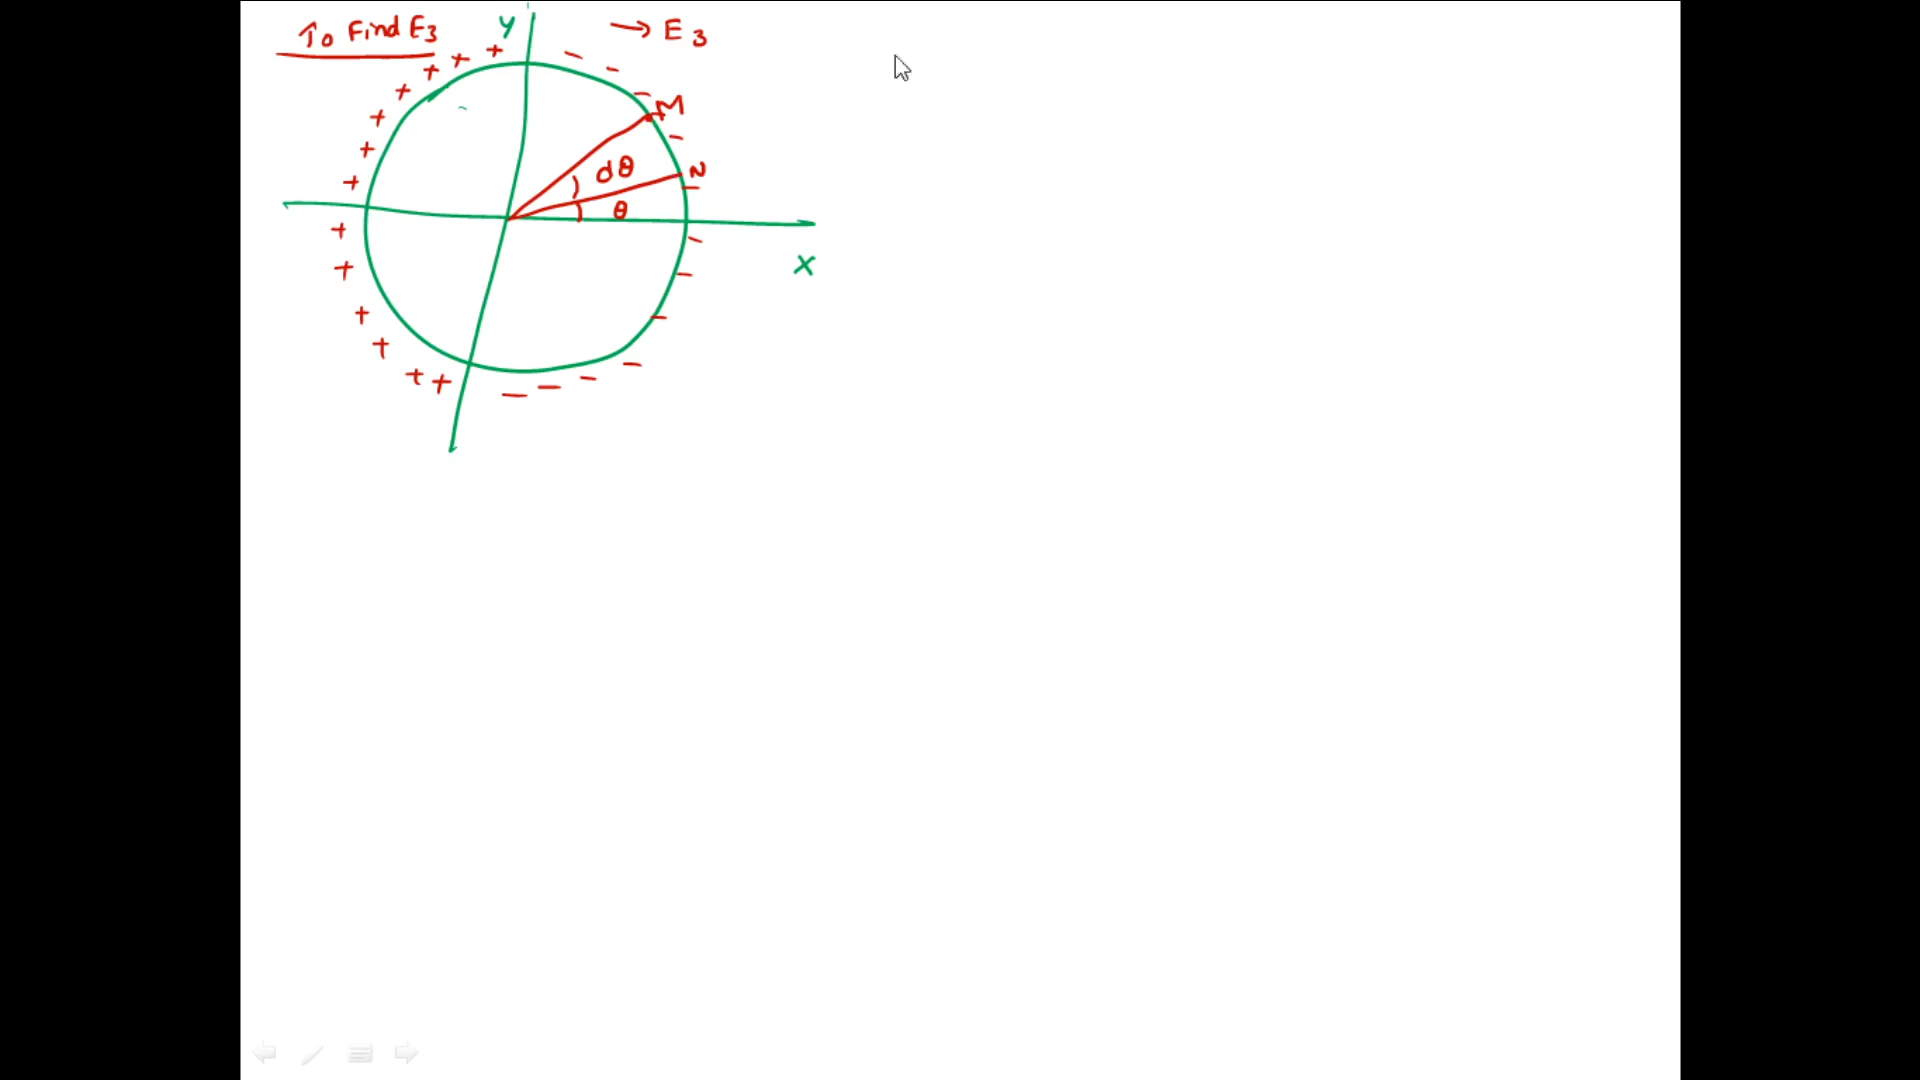 To Find E3
y
→ E3
+ + + + + + + + + + + + + + +
- - - - - - - - - - - -
M
N
dθ
θ
x